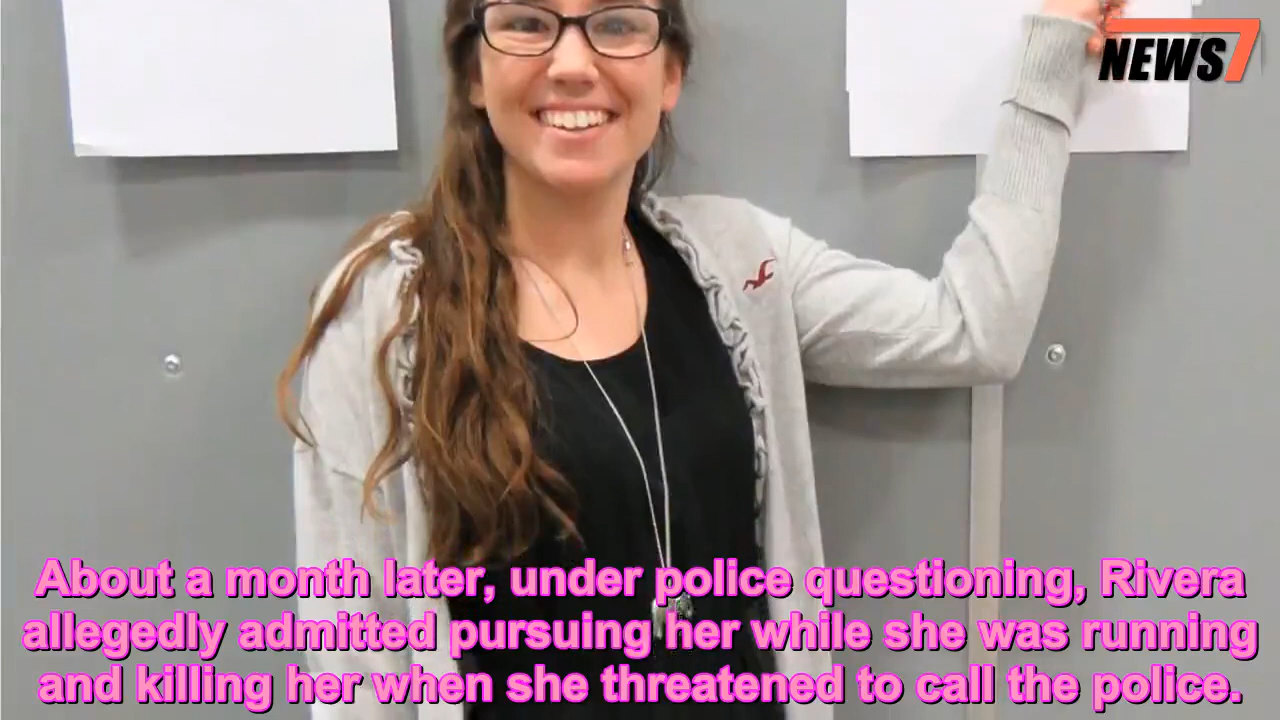 NEWS7
About a month later, under police questioning, Rivera
allegedly admitted pursuing her while she was running
and killing her when she threatened to call the police.